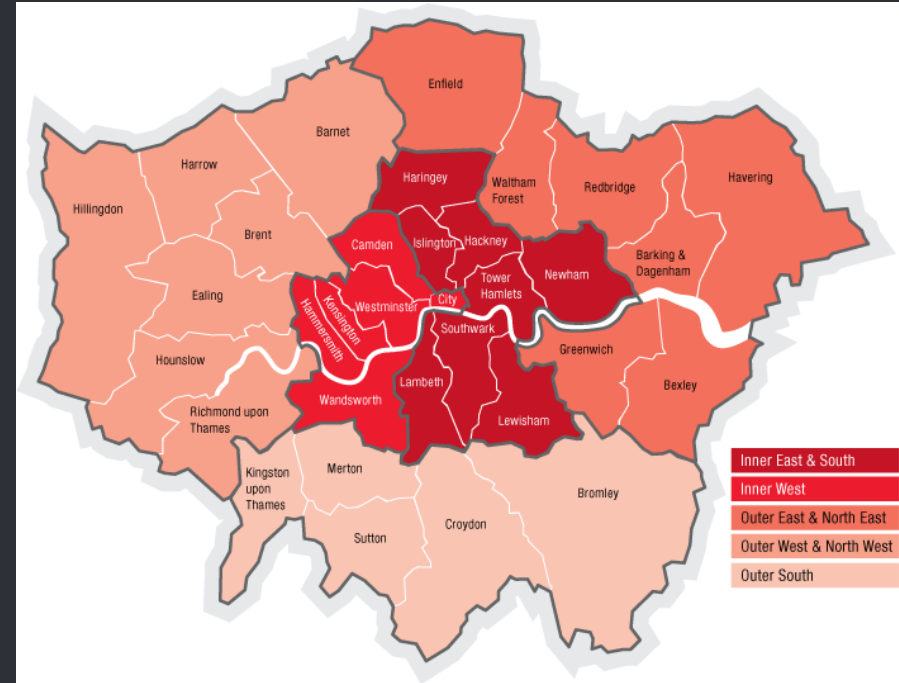 Enfield
Barnet
Harrow
Haringey
Waltham
Forest
Redbridge
Havering
Hillingdon
Brent
Camden
Islington
Hackney
Barking &
Dagenham
Newham
Tower
Hamlets
Ealing
Westminster
City
Kensington
Hammersmith
Southwark
Greenwich
Hounslow
Lambeth
Bexley
Wandsworth
Richmond upon
Thames
Lewisham
Kingston
upon
Thames
Merton
Bromley
Croydon
Sutton
Inner East & South
Inner West
Outer East & North East
Outer West & North West
Outer South